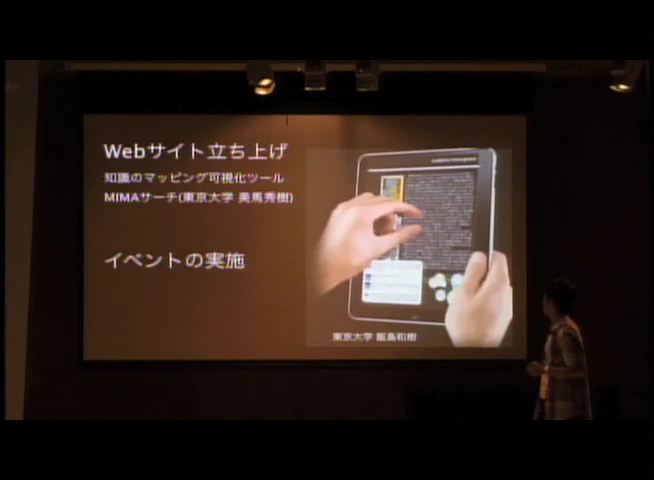 Webサイト立ち上げ
知識のマッピング可視化ツール
MIMAサーチ(東京大学 美馬秀樹)
イベントの実施
東京大学 飯島和樹